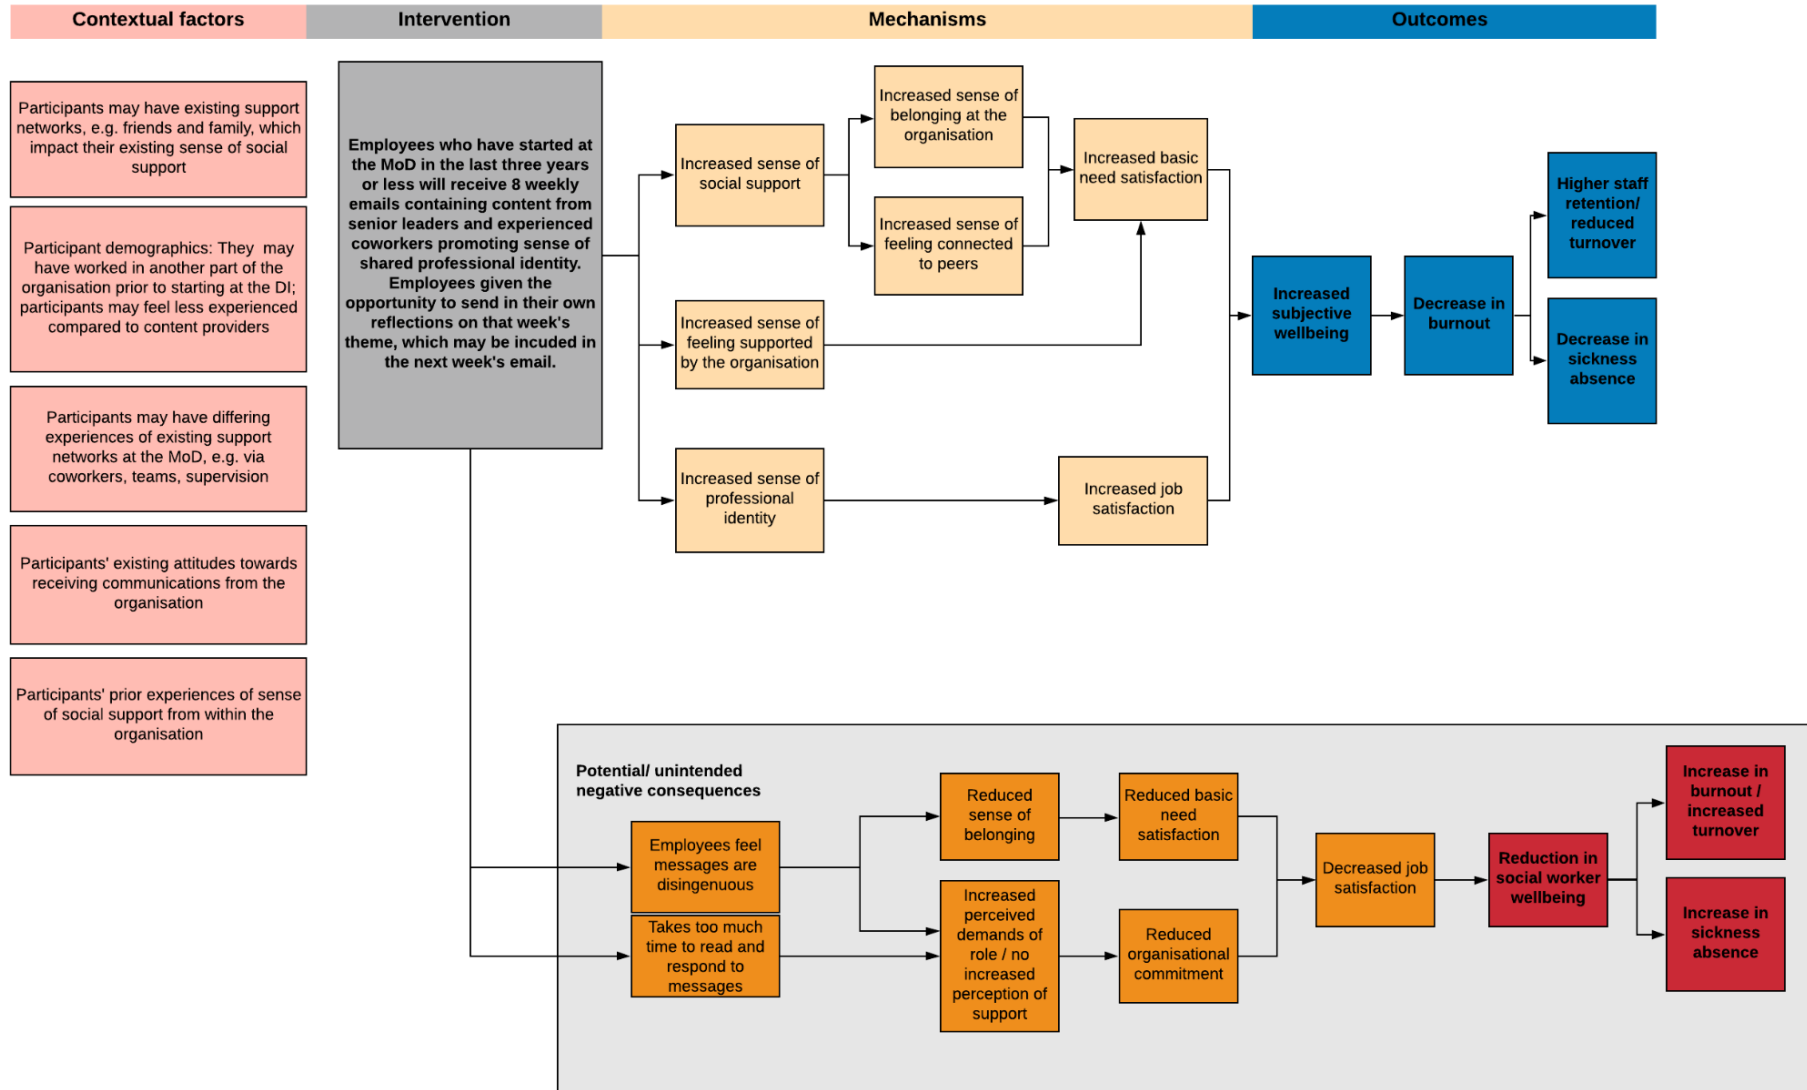 Contextual factors
Intervention
Mechanisms
Outcomes
Participants may have existing support
networks, e.g. friends and family, which
impact their existing sense of social
support
Participant demographics: They  may
have worked in another part of the
organisation prior to starting at the DI;
participants may feel less experienced
compared to content providers
Participants may have differing
experiences of existing support
networks at the MoD, e.g. via
coworkers, teams, supervision
Participants' existing attitudes towards
receiving communications from the
organisation
Participants' prior experiences of sense
of social support from within the
organisation
Employees who have started at
the MoD in the last three years
or less will receive 8 weekly
emails containing content from
senior leaders and experienced
coworkers promoting sense of
shared professional identity.
Employees given the
opportunity to send in their own
reflections on that week's
theme, which may be incuded in
the next week's email.
Increased sense of
social support
Increased sense of
feeling supported
by the organisation
Increased sense of
professional
identity
Increased sense of
belonging at the
organisation
Increased sense of
feeling connected
to peers
Increased basic
need satisfaction
Increased job
satisfaction
Increased
subjective
wellbeing
Decrease in
burnout
Higher staff
retention/
reduced
turnover
Decrease in
sickness
absence
Potential/ unintended
negative consequences
Employees feel
messages are
disingenuous
Takes too much
time to read and
respond to
messages
Reduced
sense of
belonging
Increased
perceived
demands of
role / no
increased
perception of
support
Reduced basic
need
satisfaction
Reduced
organisational
commitment
Decreased job
satisfaction
Reduction in
social worker
wellbeing
Increase in
burnout /
increased
turnover
Increase in
sickness
absence